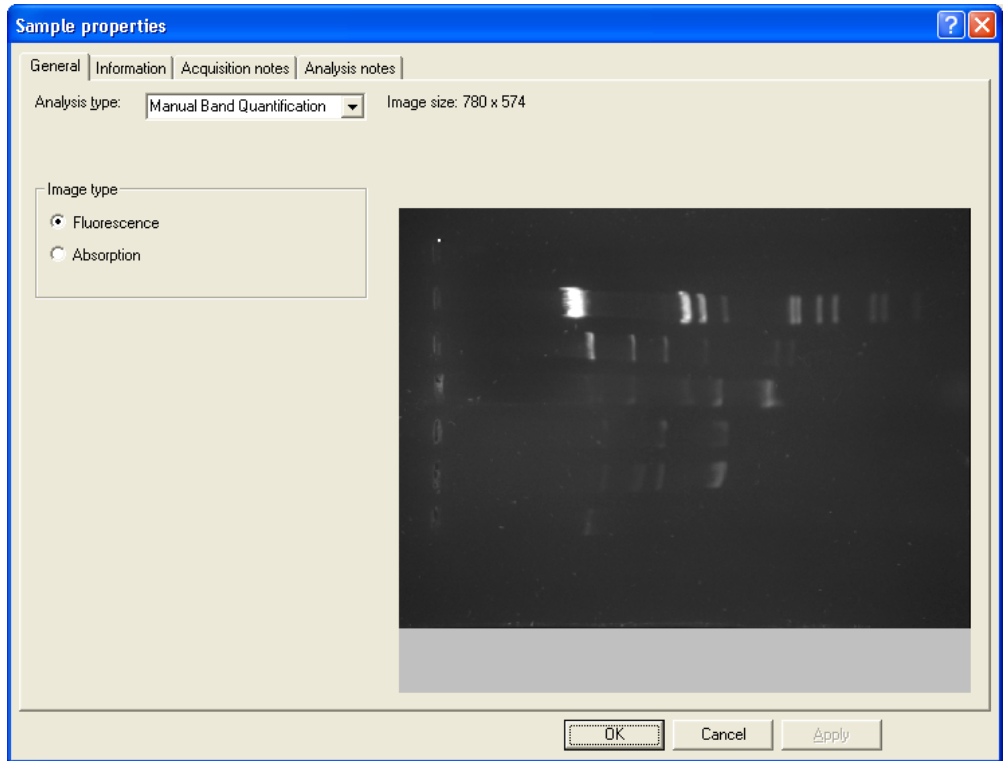 Sample properties
General Information Acquisition notes Analysis notes
Analysis type: Manual Band Quantification Image size: 780 x 574
Image type
Fluorescence
Absorption
OK Cancel Apply